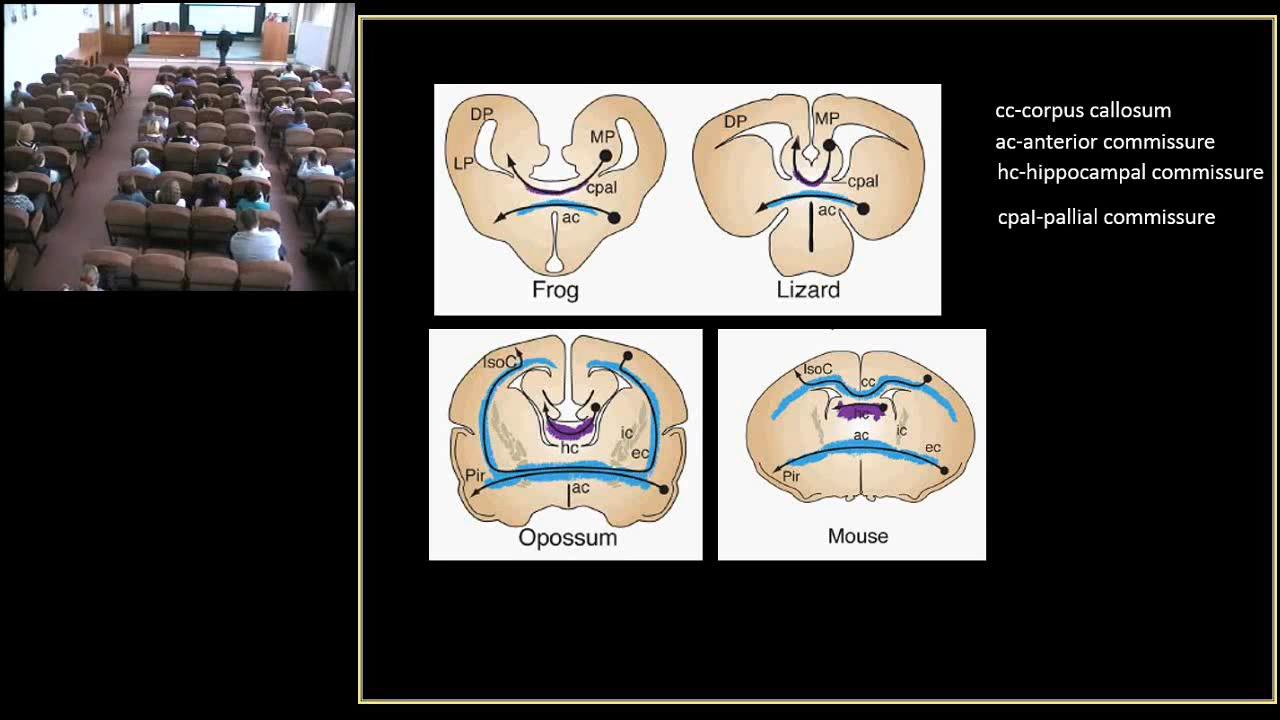 DP
MP
LP
cpal
ac
Frog
DP
MP
cpal
ac
Lizard
cc-corpus callosum
ac-anterior commissure
hc-hippocampal commissure
cpal-pallial commissure
IsoC
ic
hc
ec
Pir
ac
Opossum
IsoC
cc
hc
ic
ac
ec
Pir
Mouse